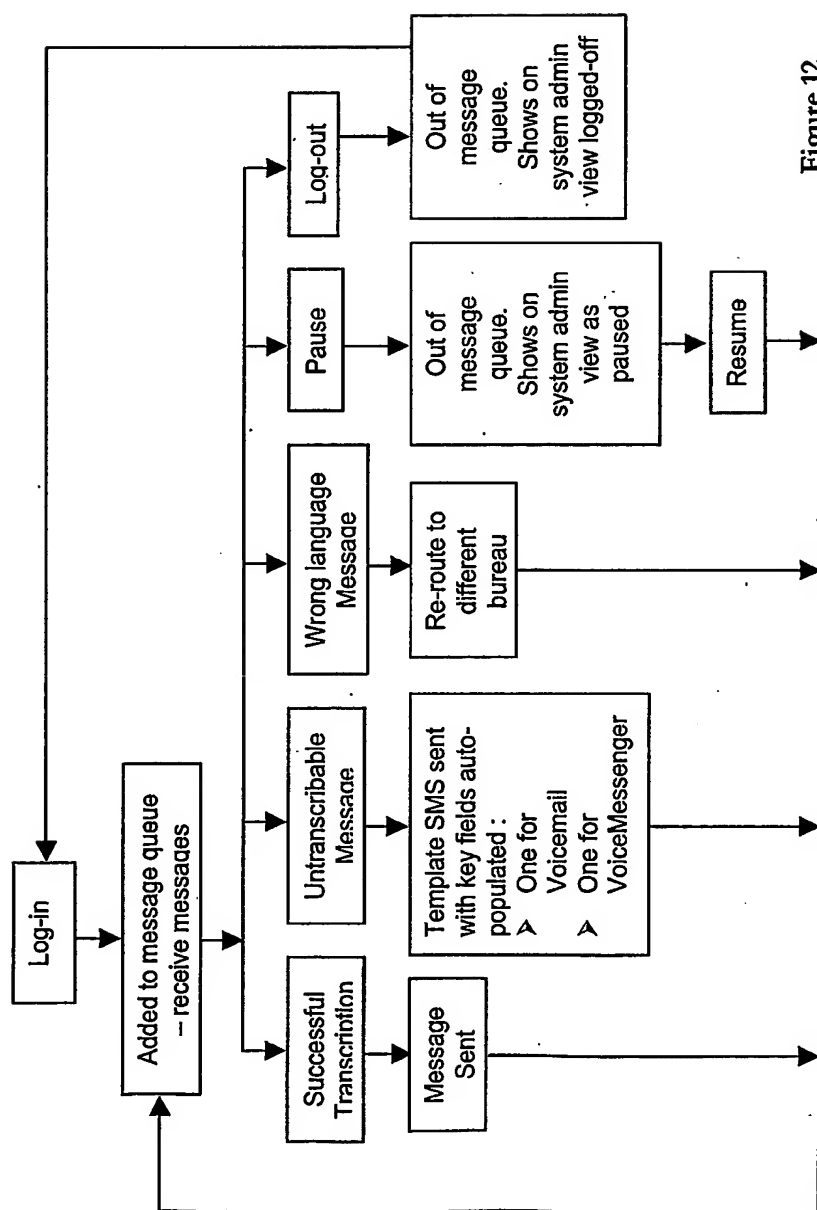 Log-in
Added to message queue
– receive messages
Successful
Transcription
Untranscribable
Message
Wrong language
Message
Pause
Log-out
Message
Sent
Template SMS sent
with key fields auto-
populated :
➤ One for
Voicemail
➤ One for
VoiceMessenger
Re-route to
different
bureau
Out of
message
queue.
Shows on
system admin
view as
paused
Out of
message
queue.
Shows on
system admin
view logged-off
Resume
Figure 12